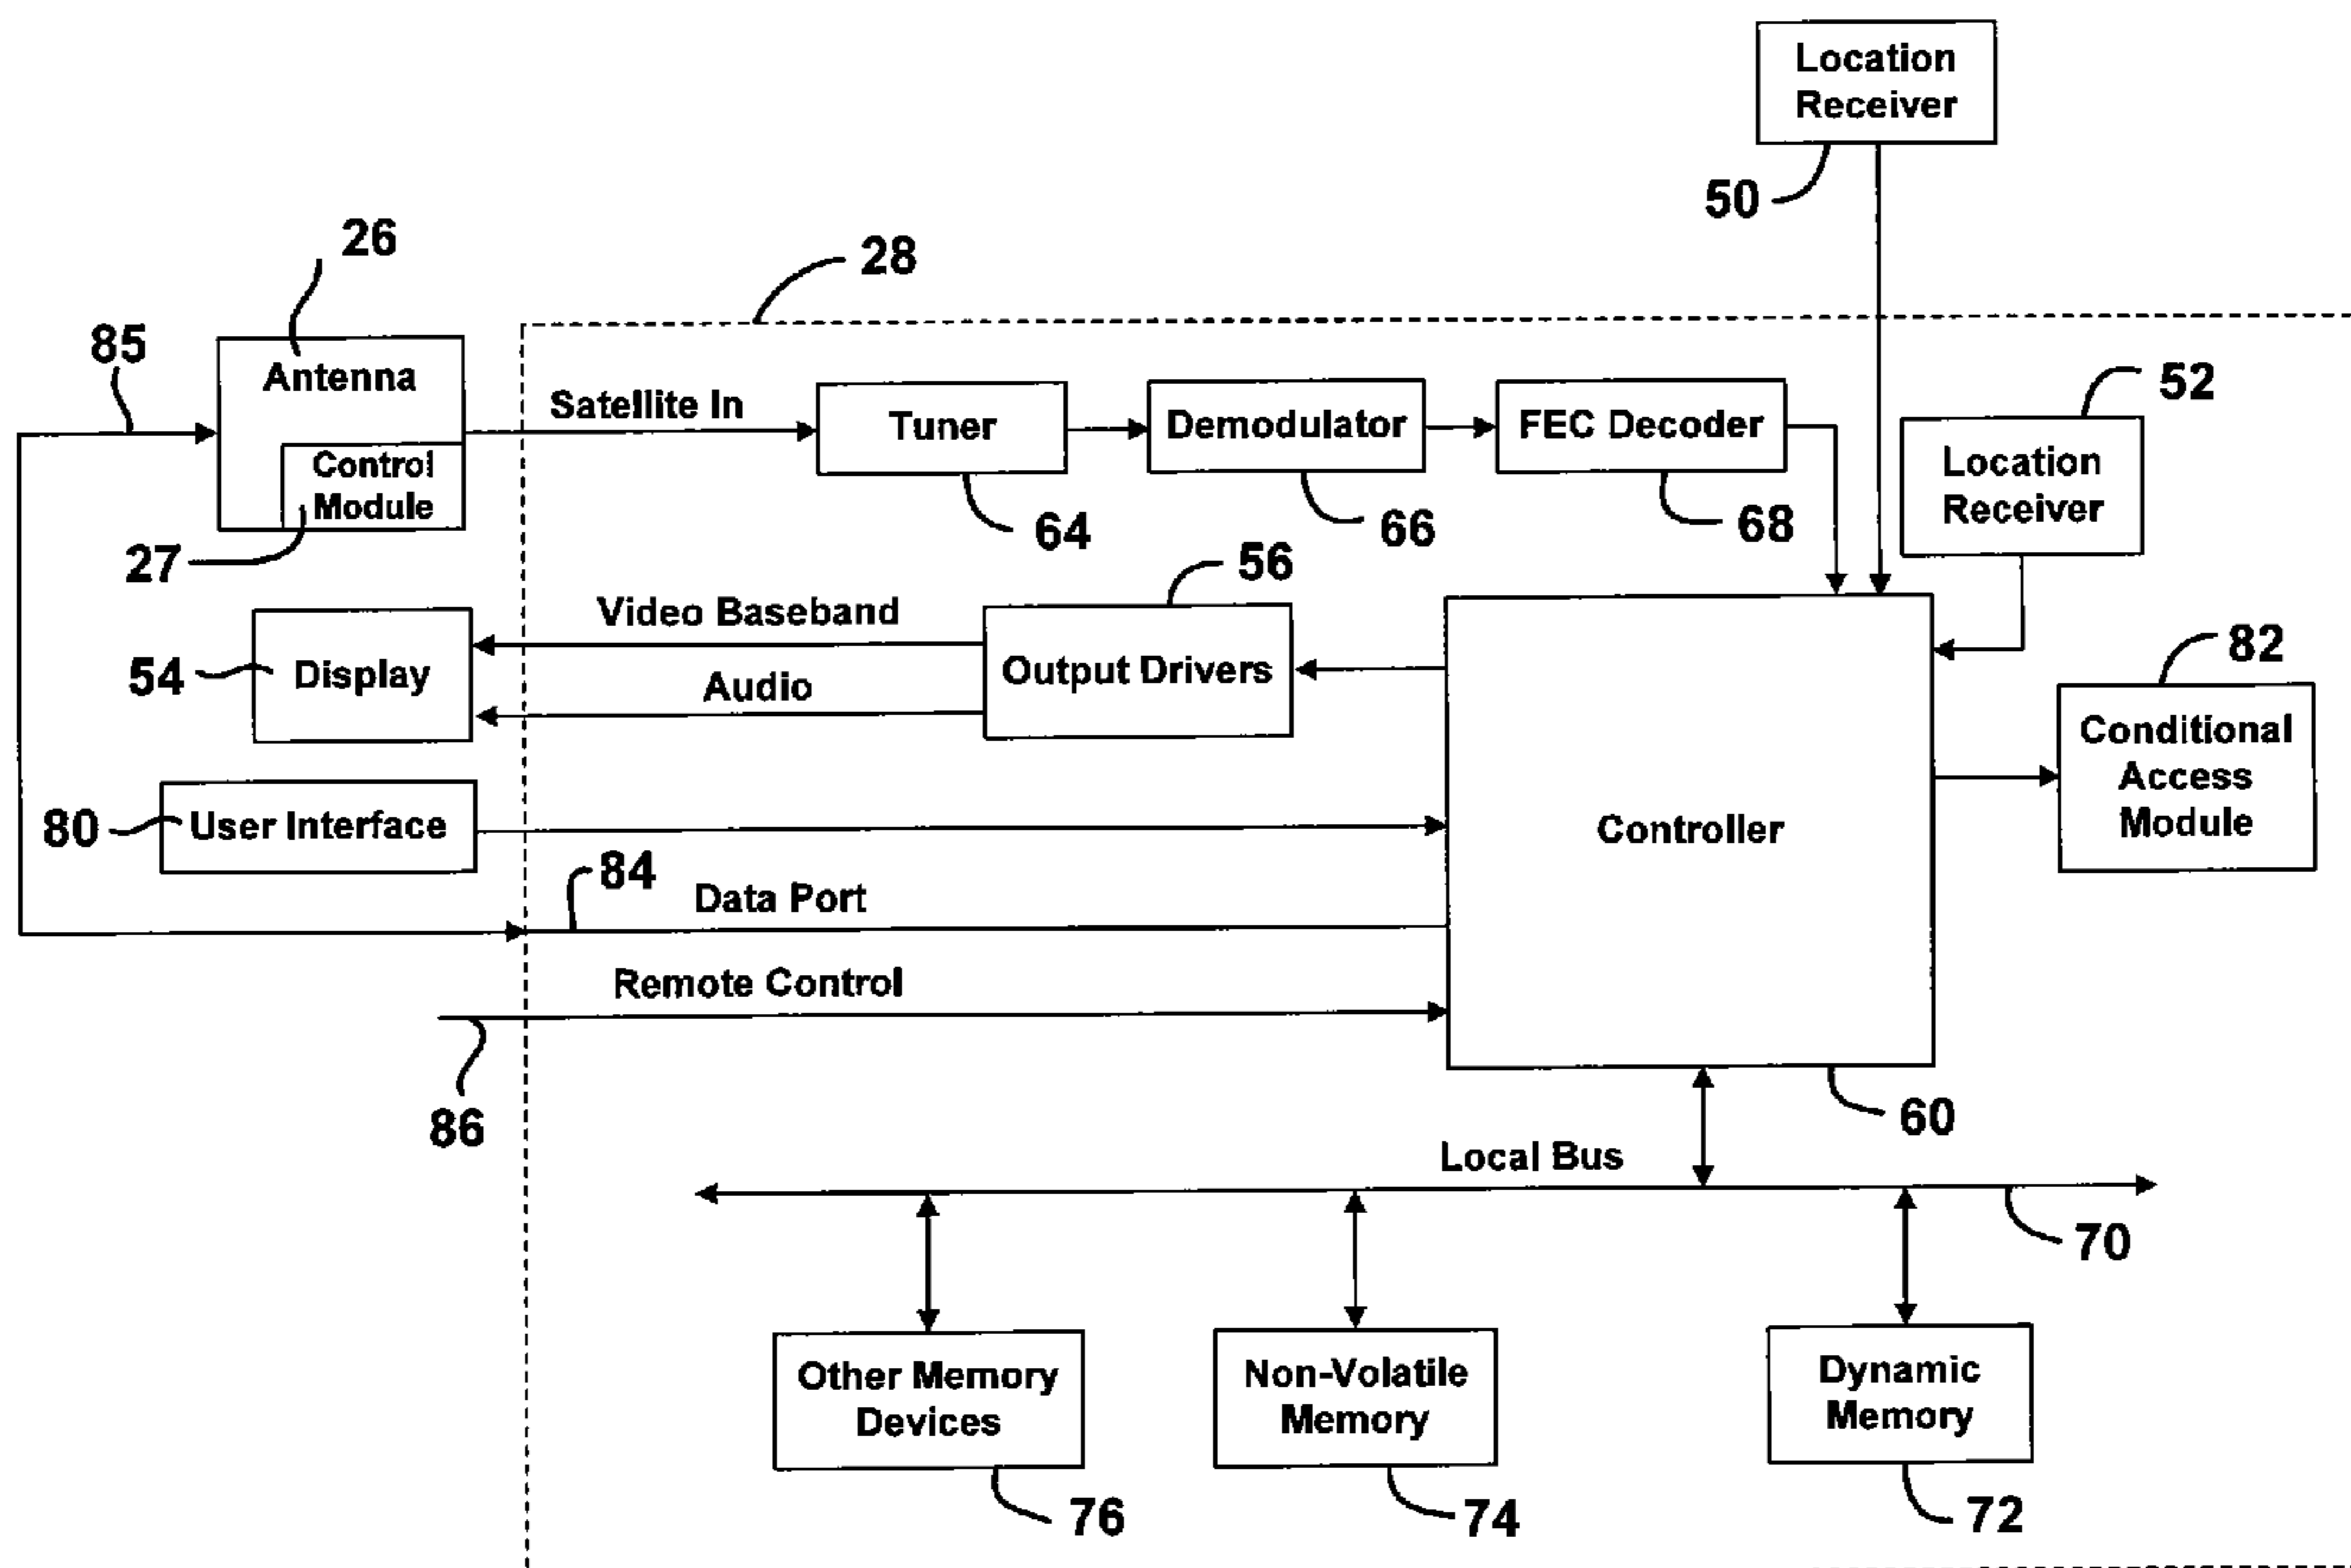 Location
Receiver
50
26
28
85
Antenna
Control
Module
27
Satellite In
Tuner
64
Demodulator
66
FEC Decoder
68
52
Location
Receiver
56
Video Baseband
Audio
Output Drivers
54
Display
82
Conditional
Access
Module
80
User Interface
Controller
84
Data Port
Remote Control
86
60
Local Bus
70
Other Memory
Devices
76
Non-Volatile
Memory
74
Dynamic
Memory
72